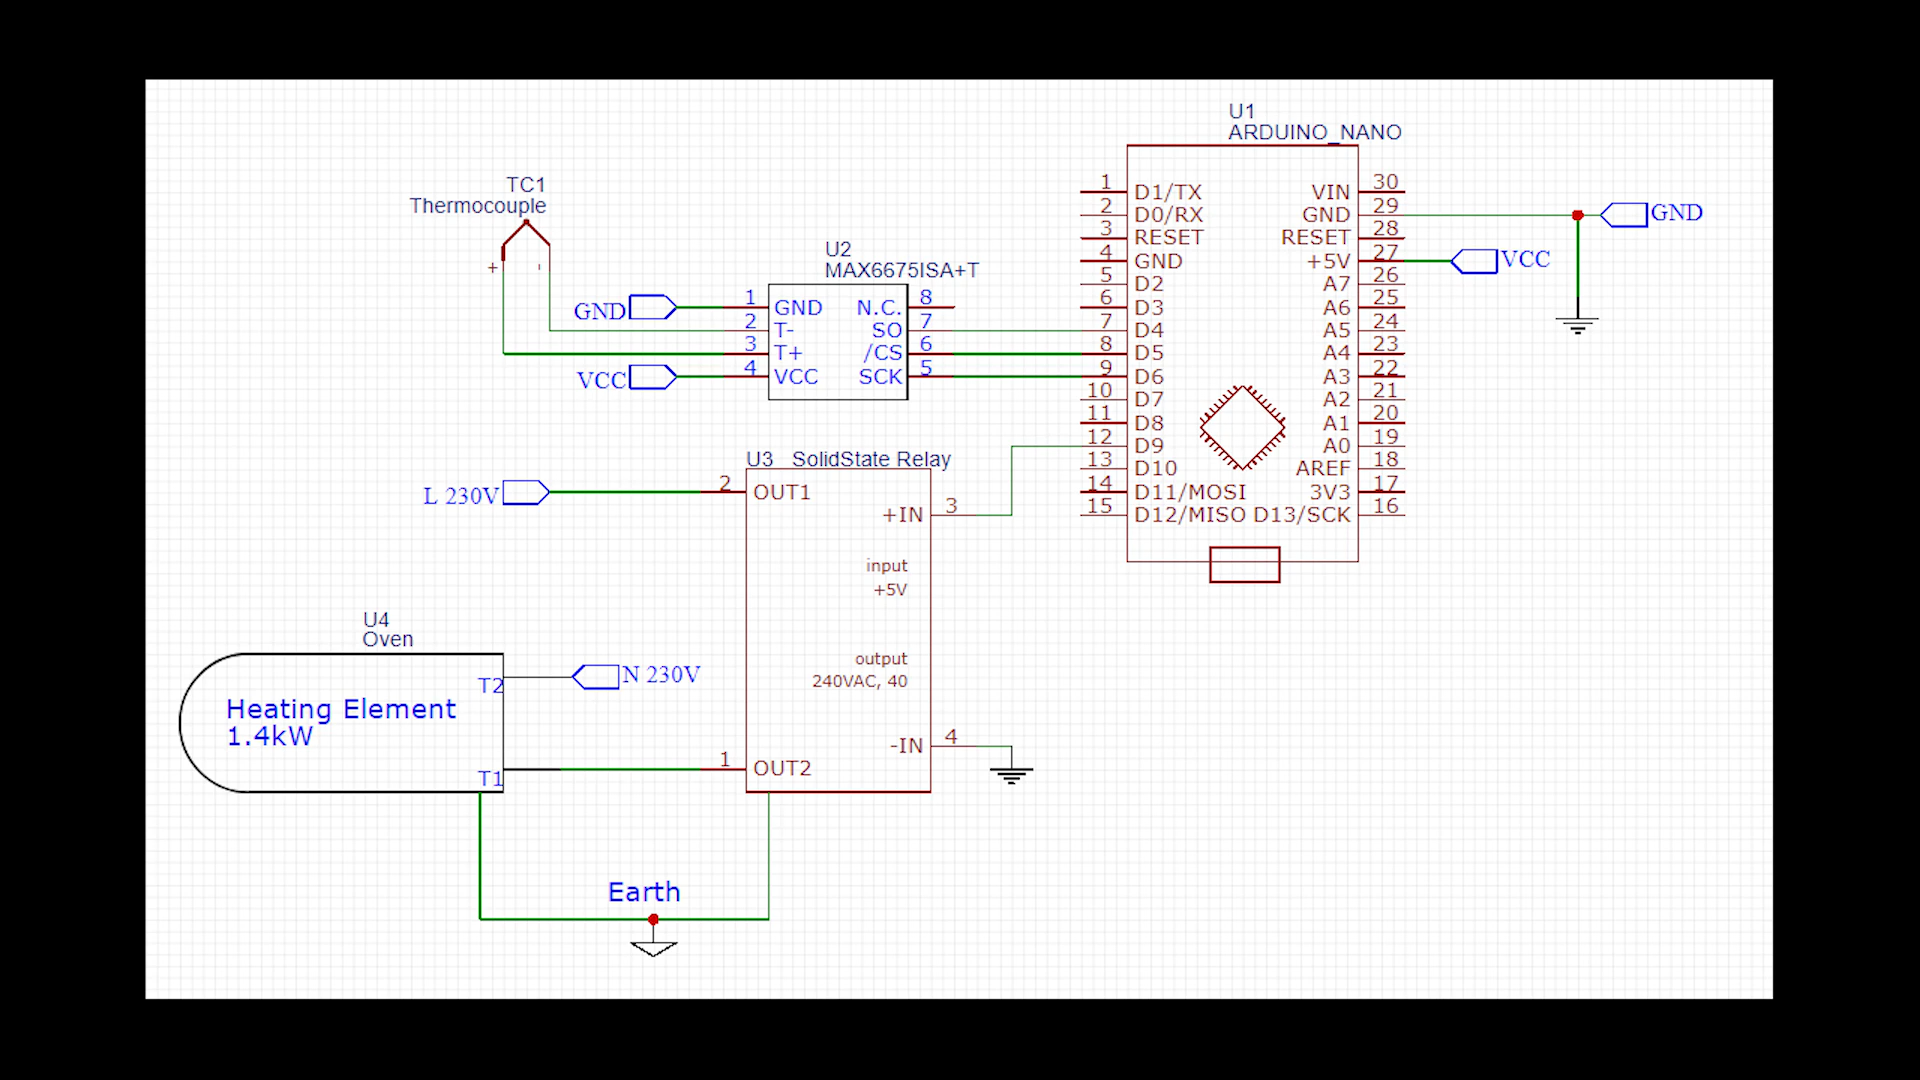 U1
ARDUINO_NANO
TC1
Thermocouple
+ -
U2
MAX6675ISA+T
GND 1 GND N.C. 8
2 T- SO 7
3 T+ /CS 6
VCC 4 VCC SCK 5
1 D1/TX VIN 30
2 D0/RX GND 29 GND
3 RESET RESET 28
4 GND +5V 27 VCC
5 D2 A7 26
6 D3 A6 25
7 D4 A5 24
8 D5 A4 23
9 D6 A3 22
10 D7 A2 21
11 D8 A1 20
12 D9 A0 19
13 D10 AREF 18
14 D11/MOSI 3V3 17
15 D12/MISO D13/SCK 16
U3 SolidState Relay
L 230V 2 OUT1
+IN 3
input
+5V
output
240VAC, 40
-IN 4
1 OUT2
U4
Oven
T2 N 230V
Heating Element
1.4kW
T1
Earth